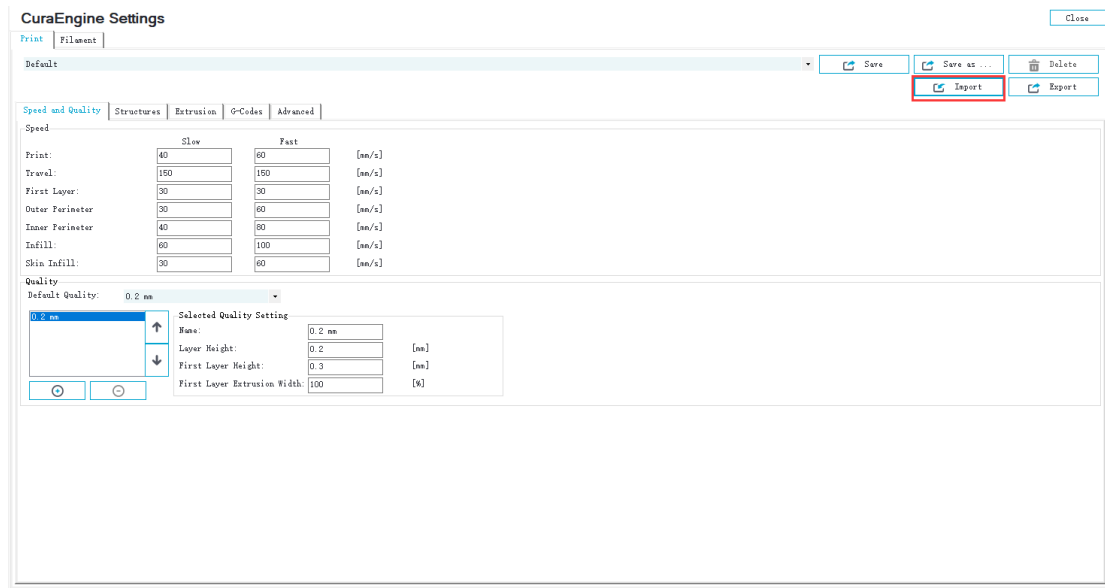 CuraEngine Settings
Close
Print Filament
Default
Save Save as ... Delete
Import Export
Speed and Quality Structures Extrusion G-Codes Advanced
Speed
Slow Fast
Print: 40 60 [mm/s]
Travel: 150 150 [mm/s]
First Layer: 30 30 [mm/s]
Outer Perimeter 30 60 [mm/s]
Inner Perimeter 40 80 [mm/s]
Infill: 60 100 [mm/s]
Skin Infill: 30 60 [mm/s]
Quality
Default Quality: 0.2 mm
0.2 mm
Selected Quality Setting
Name: 0.2 mm
Layer Height: 0.2 [mm]
First Layer Height: 0.3 [mm]
First Layer Extrusion Width: 100 [%]